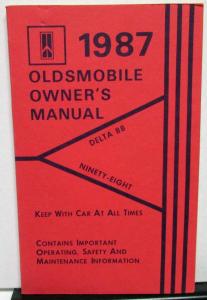 1987
OLDSMOBILE
OWNER'S
MANUAL
DELTA 88
NINETY-EIGHT
KEEP WITH CAR AT ALL TIMES
CONTAINS IMPORTANT
OPERATING, SAFETY AND
MAINTENANCE INFORMATION